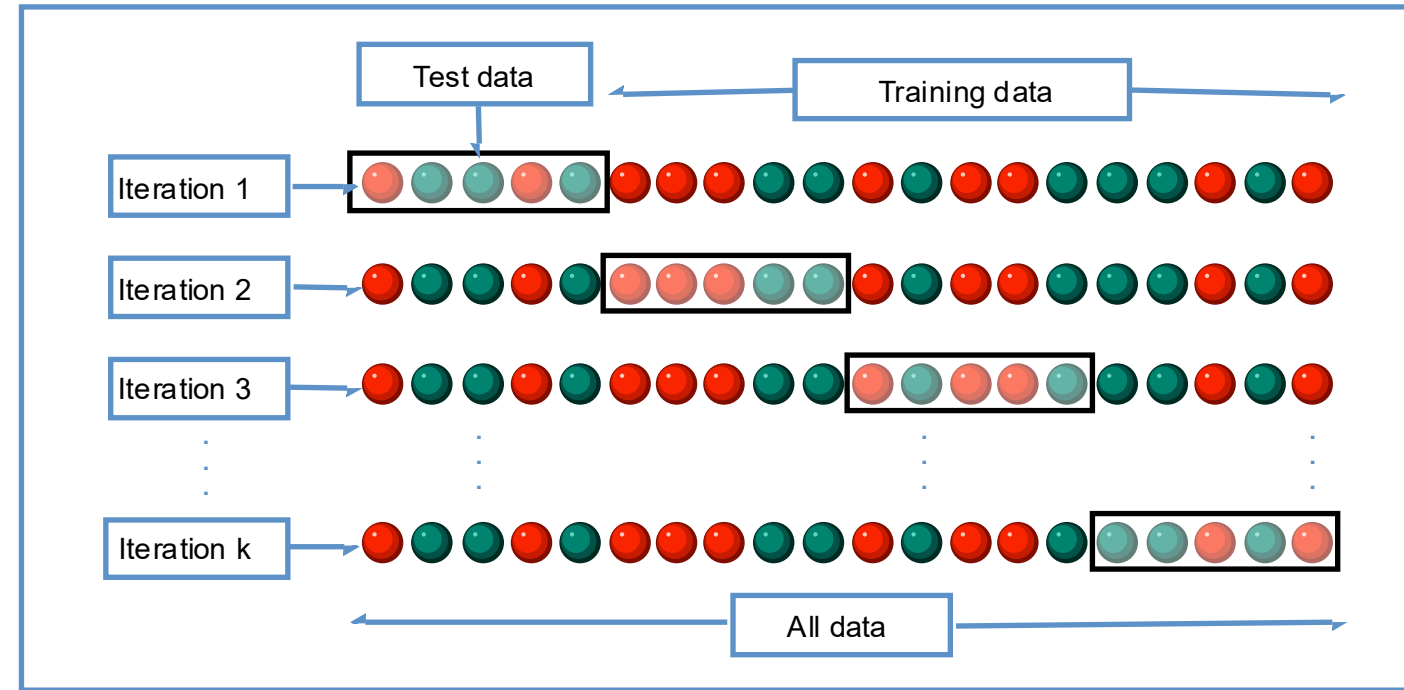 Test data
Training data
Iteration 1
Iteration 2
Iteration 3
Iteration k
All data